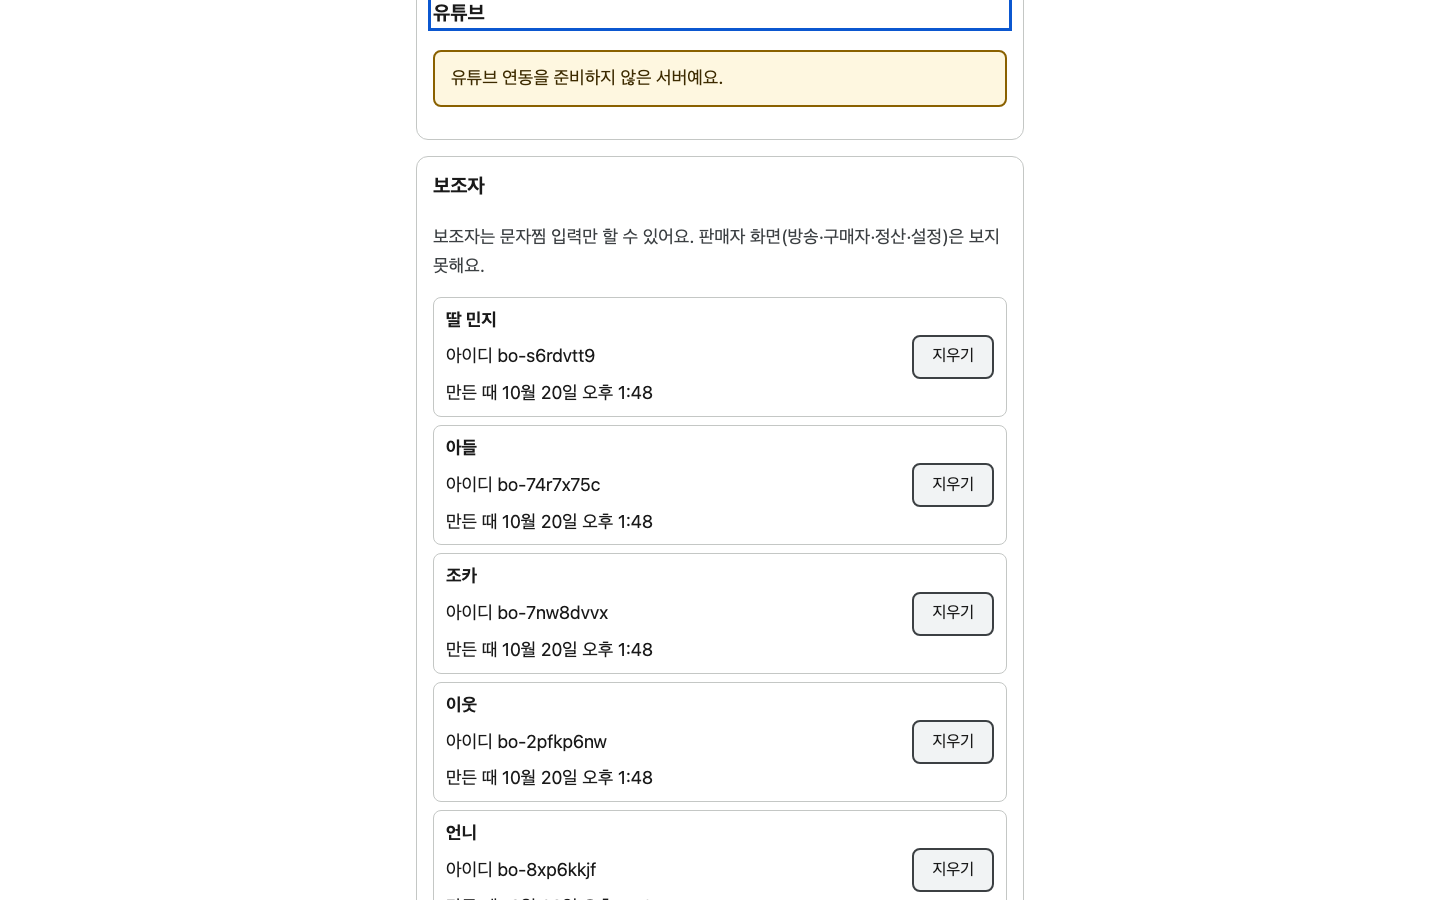 유튜브
유튜브 연동을 준비하지 않은 서버예요.
보조자
보조자는 문자찜 입력만 할 수 있어요. 판매자 화면(방송·구매자·정산·설정)은 보지
못해요.
딸 민지
아이디 bo-s6rdvtt9
만든 때 10월 20일 오후 1:48
지우기
아들
아이디 bo-74r7x75c
만든 때 10월 20일 오후 1:48
지우기
조카
아이디 bo-7nw8dvvx
만든 때 10월 20일 오후 1:48
지우기
이웃
아이디 bo-2pfkp6nw
만든 때 10월 20일 오후 1:48
지우기
언니
아이디 bo-8xp6kkjf
지우기